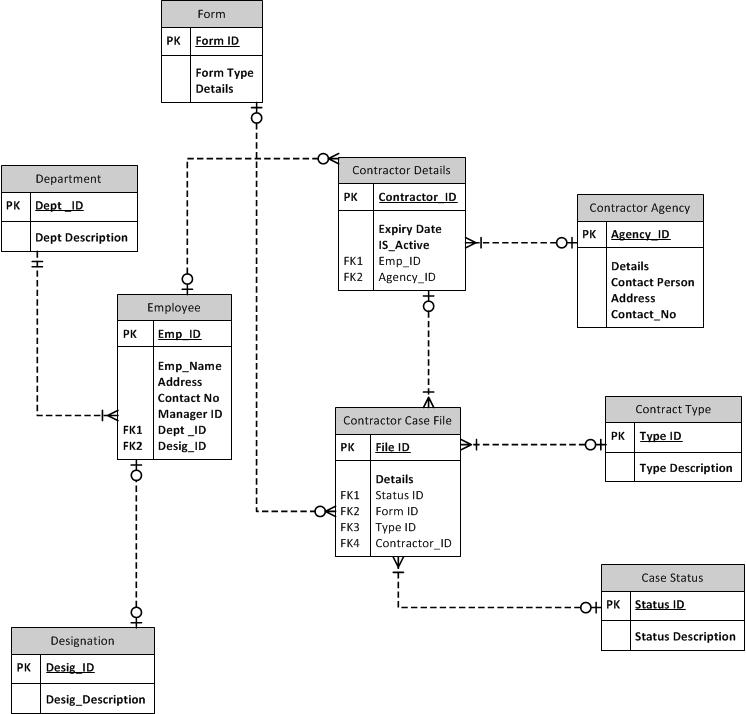 Form
PK Form ID
Form Type
Details
Department
PK Dept _ID
Dept Description
Contractor Details
PK Contractor_ID
Expiry Date
IS_Active
FK1 Emp_ID
FK2 Agency_ID
Contractor Agency
PK Agency_ID
Details
Contact Person
Address
Contact_No
Employee
PK Emp_ID
Emp_Name
Address
Contact No
Manager ID
FK1 Dept _ID
FK2 Desig_ID
Contractor Case File
PK File ID
Details
FK1 Status ID
FK2 Form ID
FK3 Type ID
FK4 Contractor_ID
Contract Type
PK Type ID
Type Description
Case Status
PK Status ID
Status Description
Designation
PK Desig_ID
Desig_Description